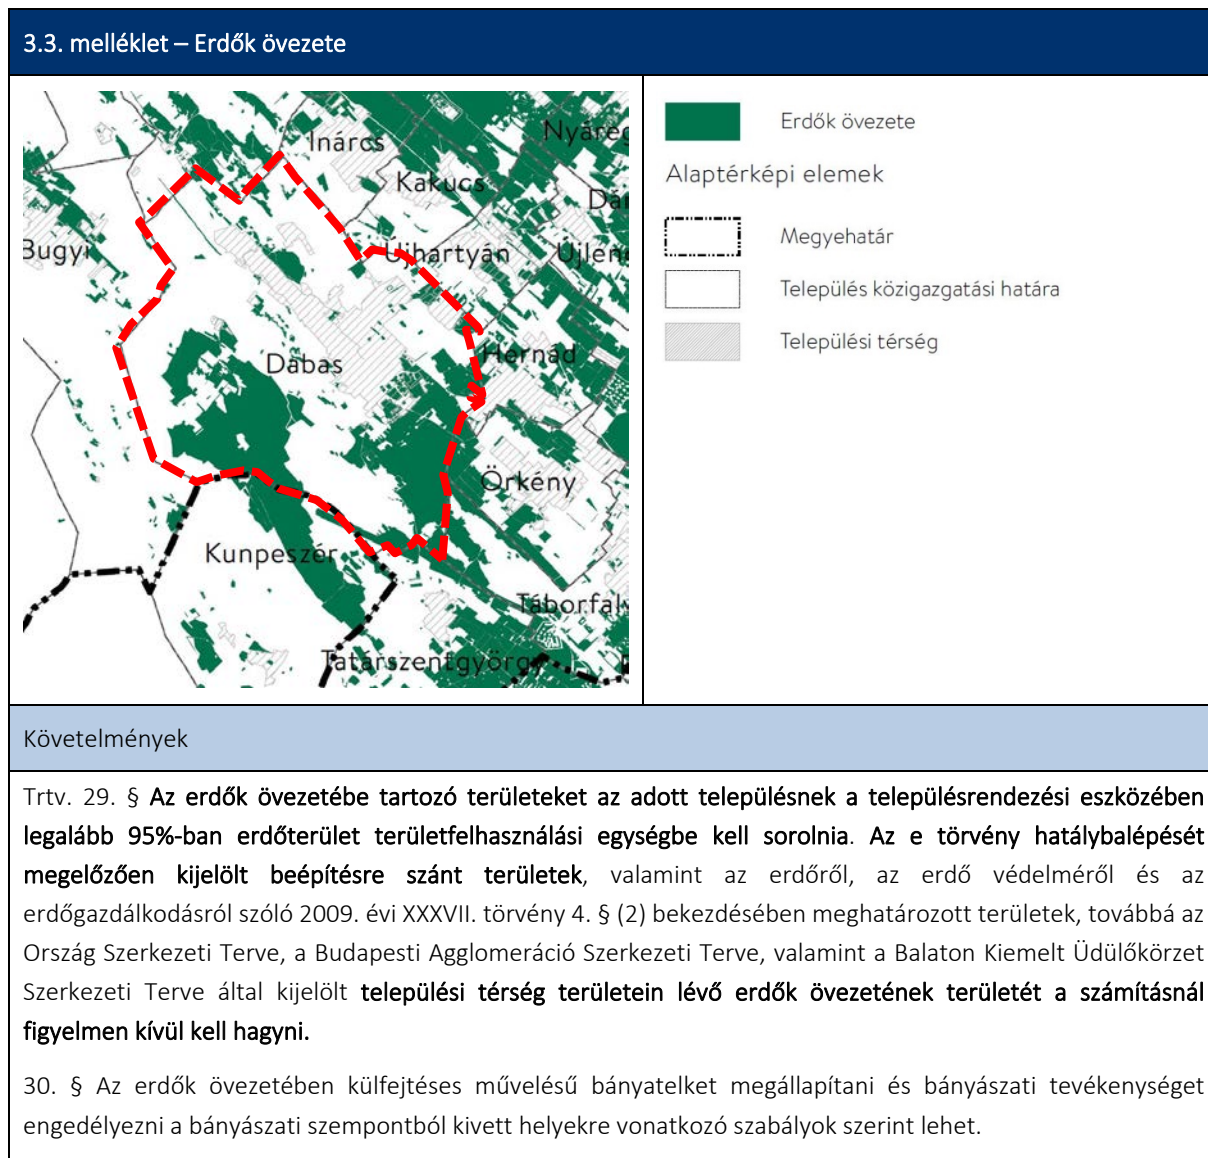 3.3. melléklet – Erdők övezete
Inárcs
Nyáreg
Kakucs
Bugyi
Újhartyán
Újlen
Dabas
Hernád
Örkény
Kunpeszér
Táborfal
Tatárszentgyörgy
Erdők övezete
Alaptérképi elemek
Megyehatár
Település közigazgatási határa
Települési térség
Követelmények
Trtv. 29. § Az erdők övezetébe tartozó területeket az adott településnek a településrendezési eszközében
legalább 95%-ban erdőterület területfelhasználási egységbe kell sorolnia. Az e törvény hatálybalépését
megelőzően kijelölt beépítésre szánt területek, valamint az erdőről, az erdő védelméről és az
erdőgazdálkodásról szóló 2009. évi XXXVII. törvény 4. § (2) bekezdésében meghatározott területek, továbbá az
Ország Szerkezeti Terve, a Budapesti Agglomeráció Szerkezeti Terve, valamint a Balaton Kiemelt Üdülőkörzet
Szerkezeti Terve által kijelölt települési térség területein lévő erdők övezetének területét a számításnál
figyelmen kívül kell hagyni.
30. § Az erdők övezetében külfejtéses művelésű bányatelket megállapítani és bányászati tevékenységet
engedélyezni a bányászati szempontból kivett helyekre vonatkozó szabályok szerint lehet.